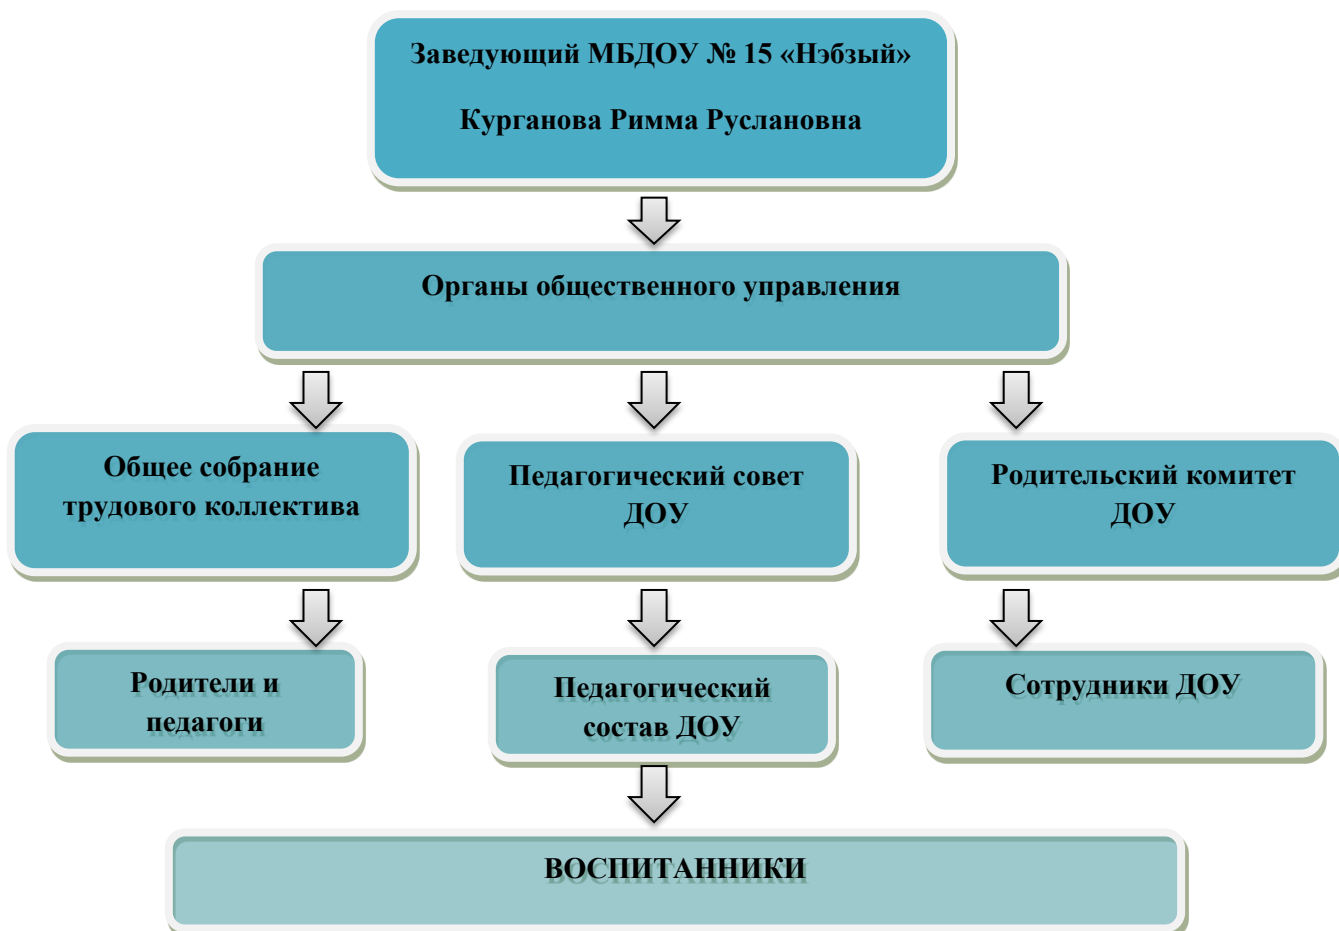 Заведующий МБДОУ № 15 «Нэбзый»
Курганова Римма Руслановна
Органы общественного управления
Общее собрание
трудового коллектива
Педагогический совет
ДОУ
Родительский комитет
ДОУ
Родители и
педагоги
Педагогический
состав ДОУ
Сотрудники ДОУ
ВОСПИТАННИКИ